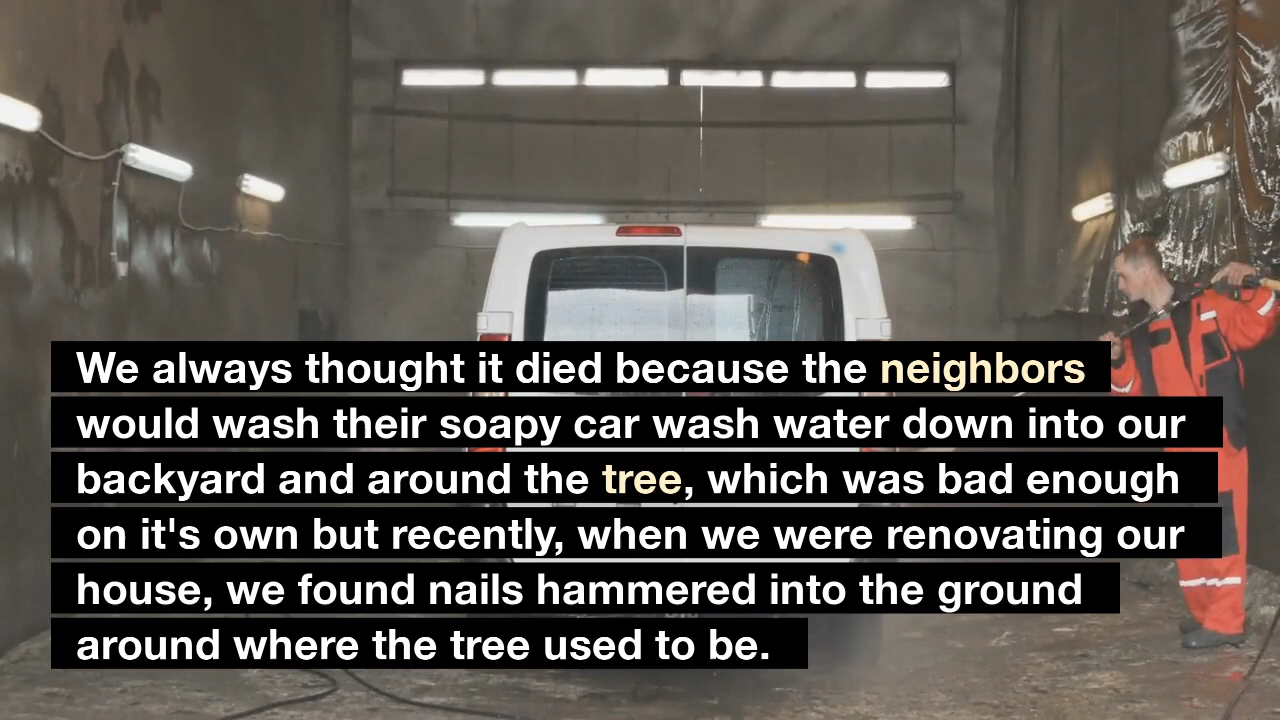 We always thought it died because the neighbors
would wash their soapy car wash water down into our
backyard and around the tree, which was bad enough
on it's own but recently, when we were renovating our
house, we found nails hammered into the ground
around where the tree used to be.